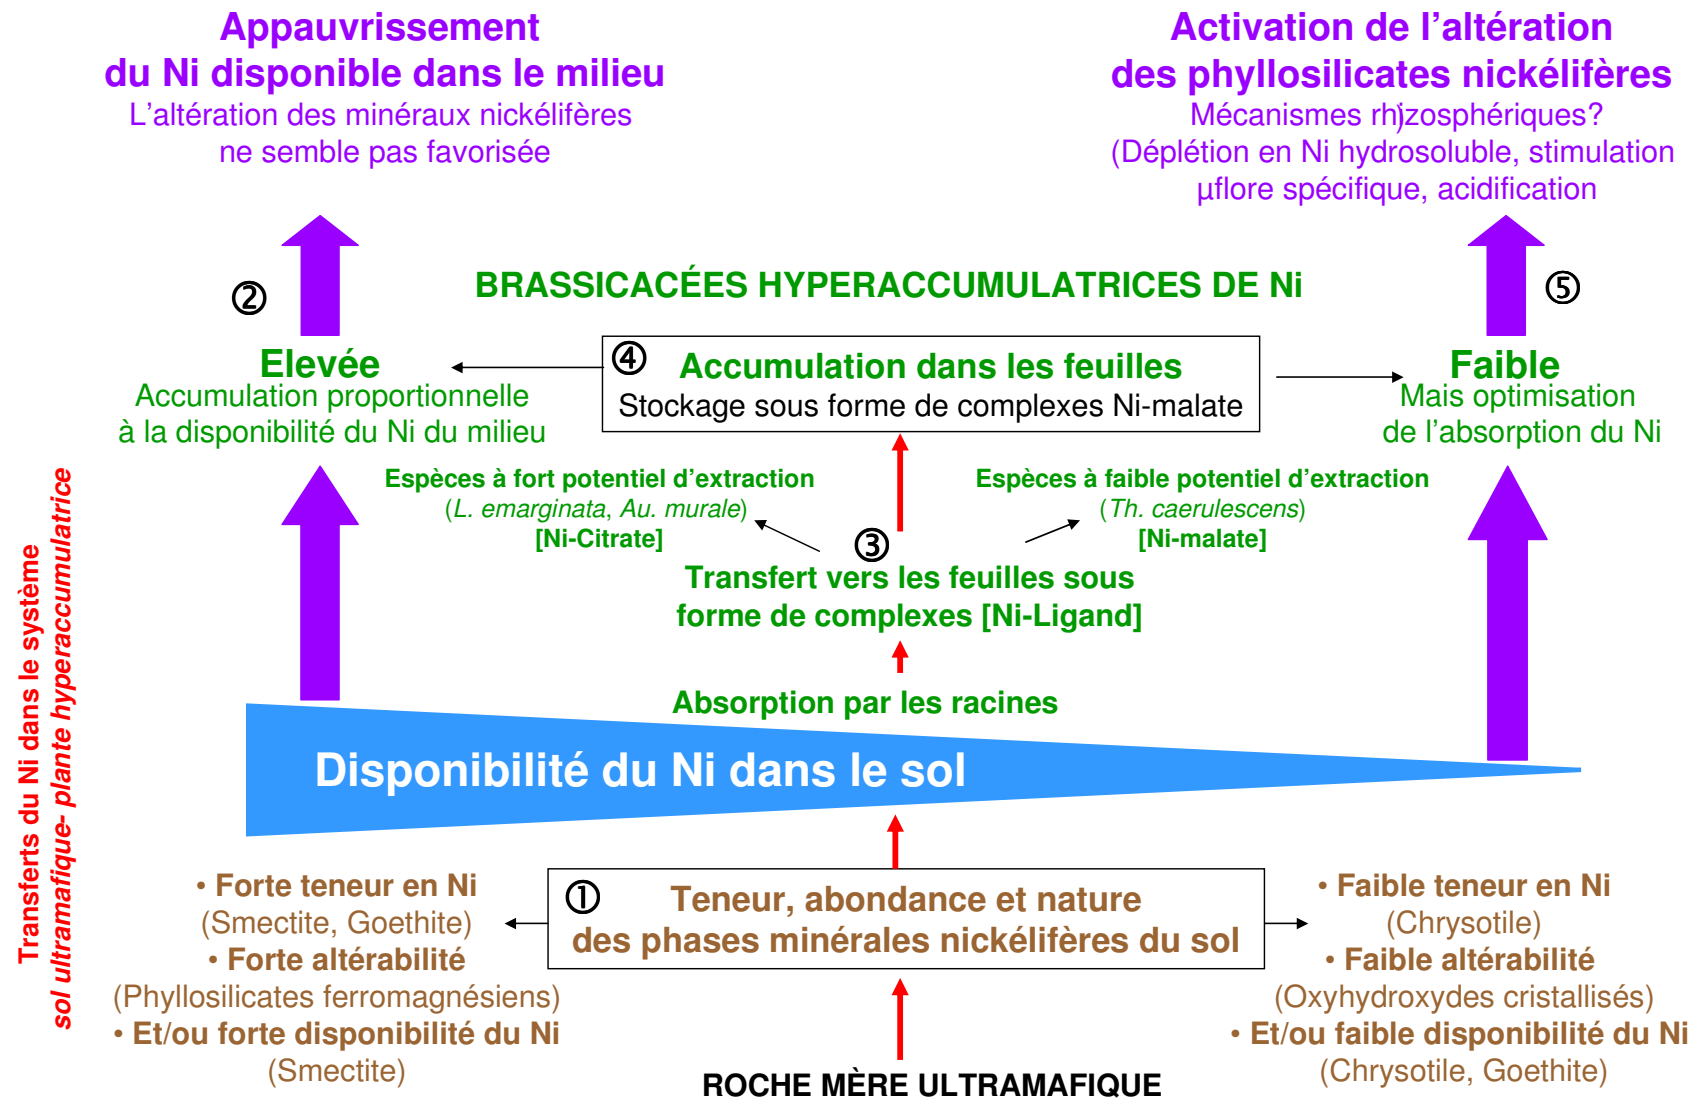 Appauvrissement
du Ni disponible dans le milieu
L'altération des minéraux nickélifères
ne semble pas favorisée
Activation de l'altération
des phyllosilicates nickélifères
Mécanismes rhizosphériques?
(Déplétion en Ni hydrosoluble, stimulation
µflore spécifique, acidification
②
BRASSICACÉES HYPERACCUMULATRICES DE Ni
⑤
Elevée
Accumulation proportionnelle
à la disponibilité du Ni du milieu
④ Accumulation dans les feuilles
Stockage sous forme de complexes Ni-malate
Faible
Mais optimisation
de l'absorption du Ni
Espèces à fort potentiel d'extraction
(L. emarginata, Au. murale)
[Ni-Citrate]
Espèces à faible potentiel d'extraction
(Th. caerulescens)
[Ni-malate]
③
Transfert vers les feuilles sous
forme de complexes [Ni-Ligand]
Absorption par les racines
Disponibilité du Ni dans le sol
Transferts du Ni dans le système
sol ultramafique- plante hyperaccumulatrice
• Forte teneur en Ni
(Smectite, Goethite)
• Forte altérabilité
(Phyllosilicates ferromagnésiens)
• Et/ou forte disponibilité du Ni
(Smectite)
① Teneur, abondance et nature
des phases minérales nickélifères du sol
• Faible teneur en Ni
(Chrysotile)
• Faible altérabilité
(Oxyhydroxydes cristallisés)
• Et/ou faible disponibilité du Ni
(Chrysotile, Goethite)
ROCHE MÈRE ULTRAMAFIQUE